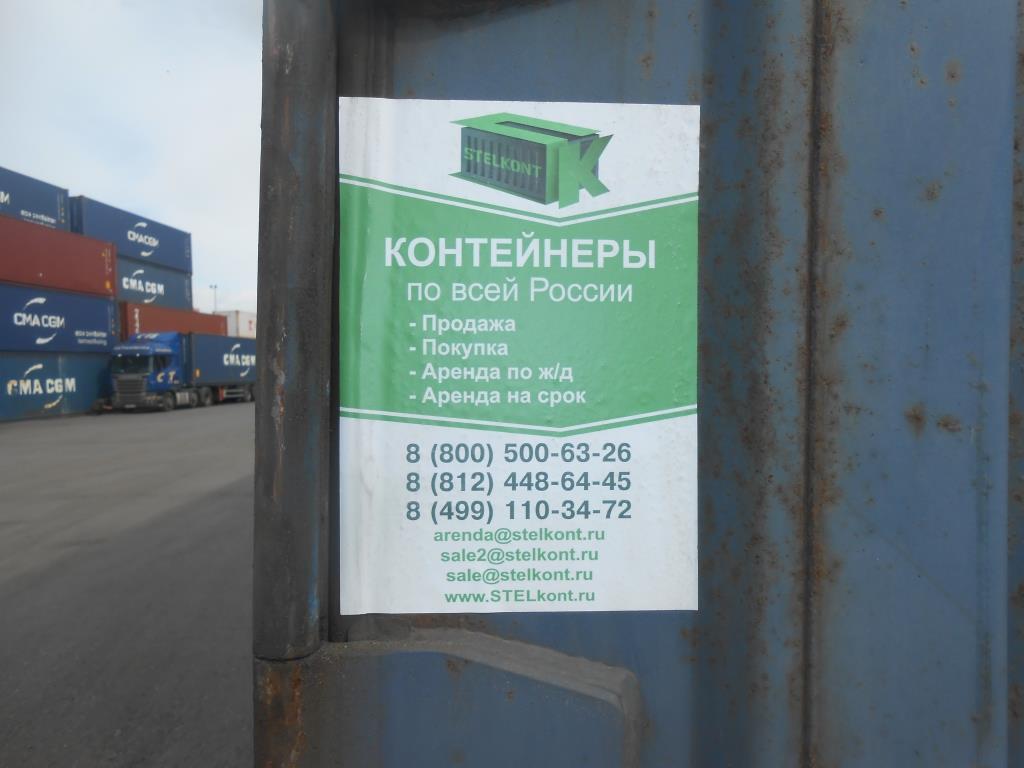 STELKONT
K
КОНТЕЙНЕРЫ
по всей России
- Продажа
- Покупка
- Аренда по ж/д
- Аренда на срок
8 (800) 500-63-26
8 (812) 448-64-45
8 (499) 110-34-72
arenda@stelkont.ru
sale2@stelkont.ru
sale@stelkont.ru
www.STELkont.ru
CMA CGM
CMA CGM
CMA CGM
CMA CGM
CMA CGM